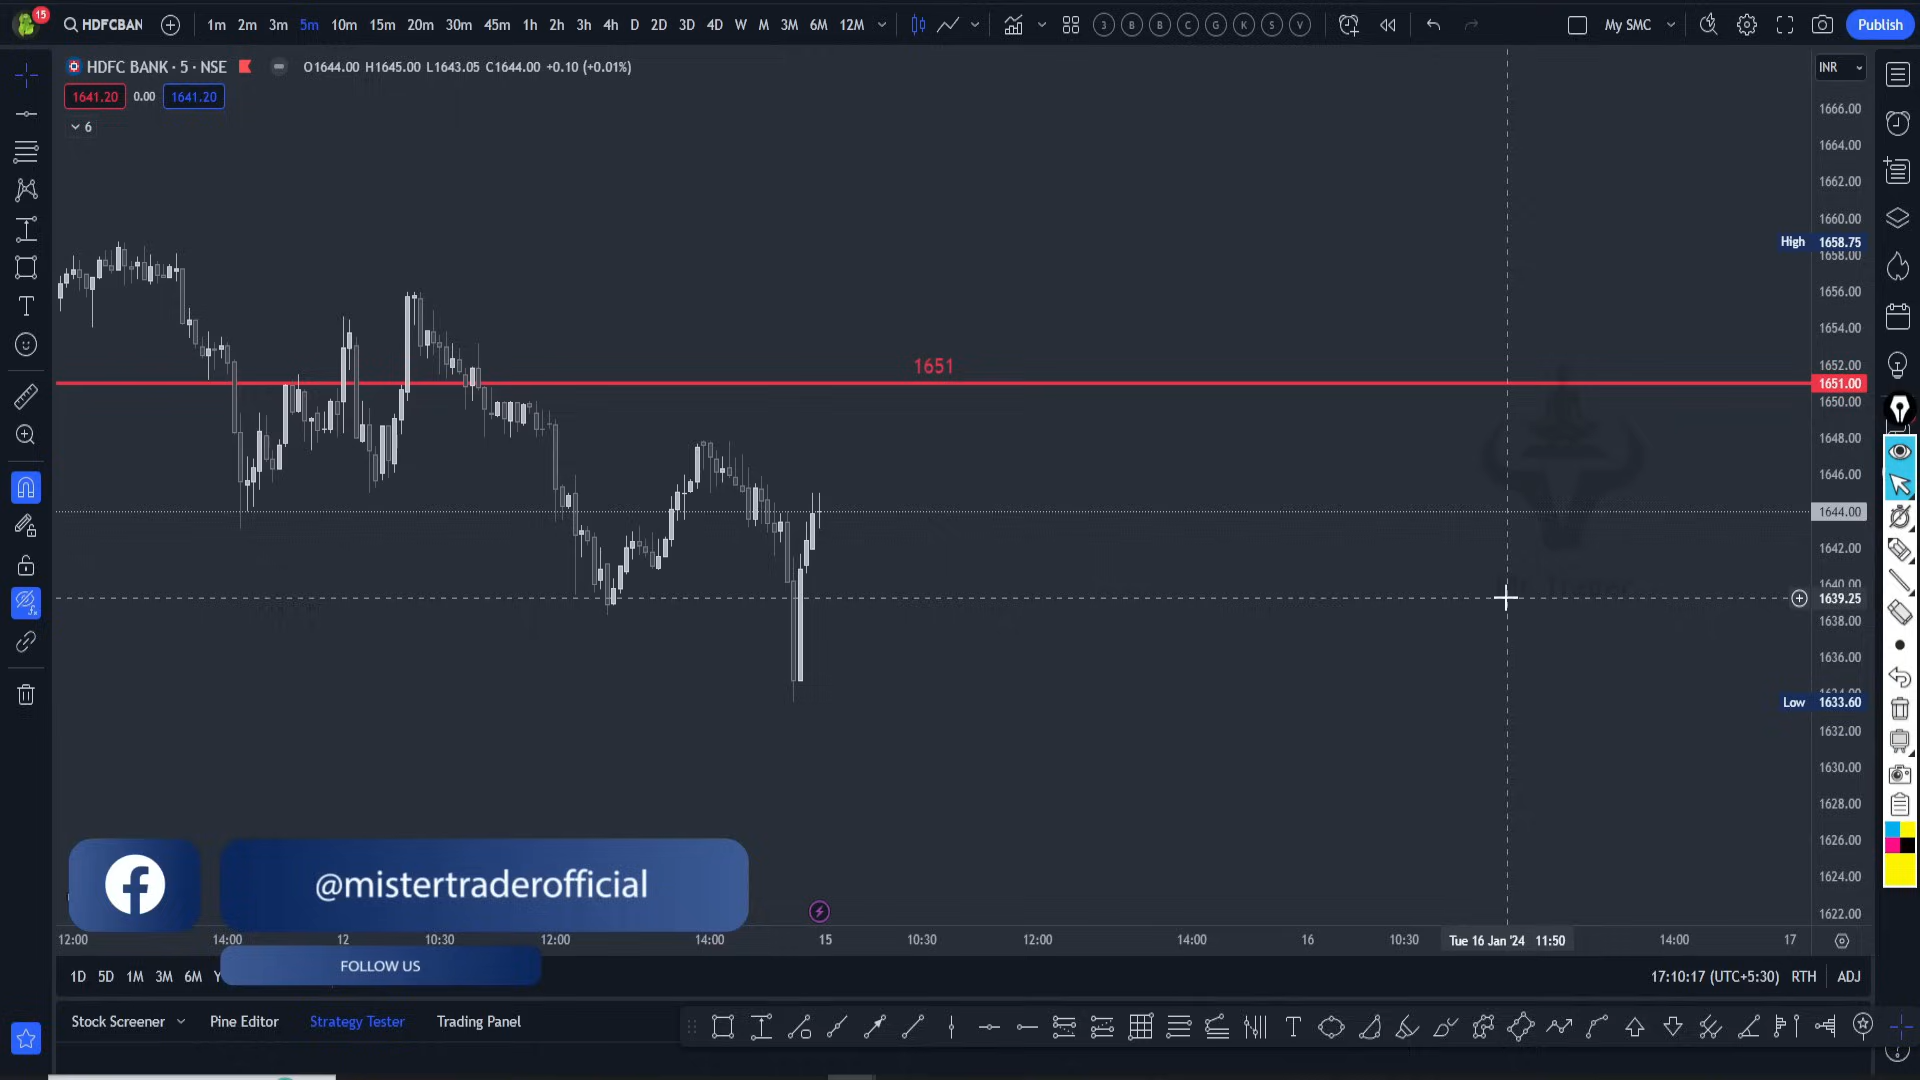 15
HDFCBAN
1m 2m 3m 5m 10m 15m 20m 30m 45m 1h 2h 3h 4h D 2D 3D 4D W M 3M 6M 12M
3 B B C G K S V
My SMC
Publish
HDFC BANK · 5 · NSE
O1644.00 H1645.00 L1643.05 C1644.00 +0.10 (+0.01%)
INR
1641.20 0.00 1641.20
6
1666.00
1664.00
1662.00
1660.00
High 1658.75
1658.00
1656.00
1654.00
1651
1652.00
1651.00
1650.00
1648.00
1646.00
1644.00
1642.00
1640.00
1639.25
1638.00
1636.00
Low 1633.60
1632.00
1630.00
1628.00
1626.00
1624.00
1622.00
@mistertraderofficial
FOLLOW US
12:00 14:00 12 10:30 12:00 14:00 15 10:30 12:00 14:00 16 10:30 Tue 16 Jan '24 11:50 14:00 17
1D 5D 1M 3M 6M Y
17:10:17 (UTC+5:30) RTH ADJ
Stock Screener Pine Editor Strategy Tester Trading Panel